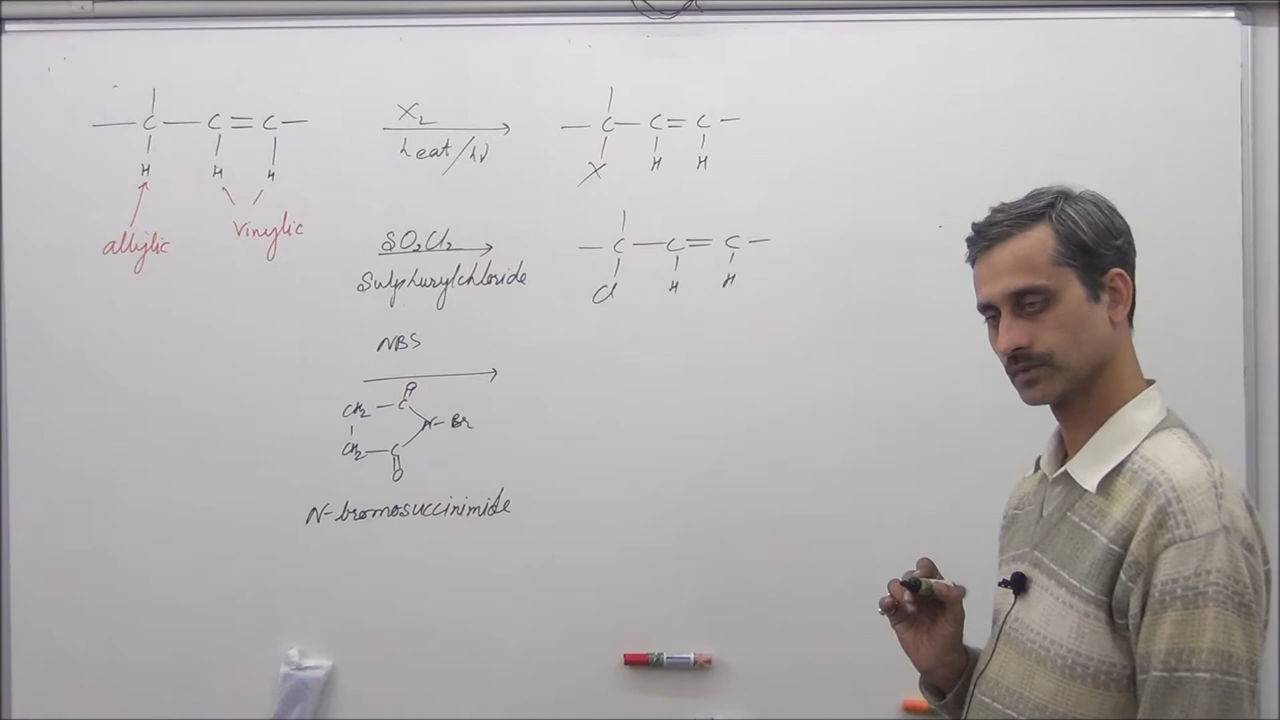 — C — C = C — X2 — C — C = C —
H H H heat/hν X H H
allylic vinylic
SO2Cl2 — C — C = C —
Sulphurylchloride Cl H H
NBS
O
CH2 — C
N — Br
CH2 — C
O
N-bromosuccinimide